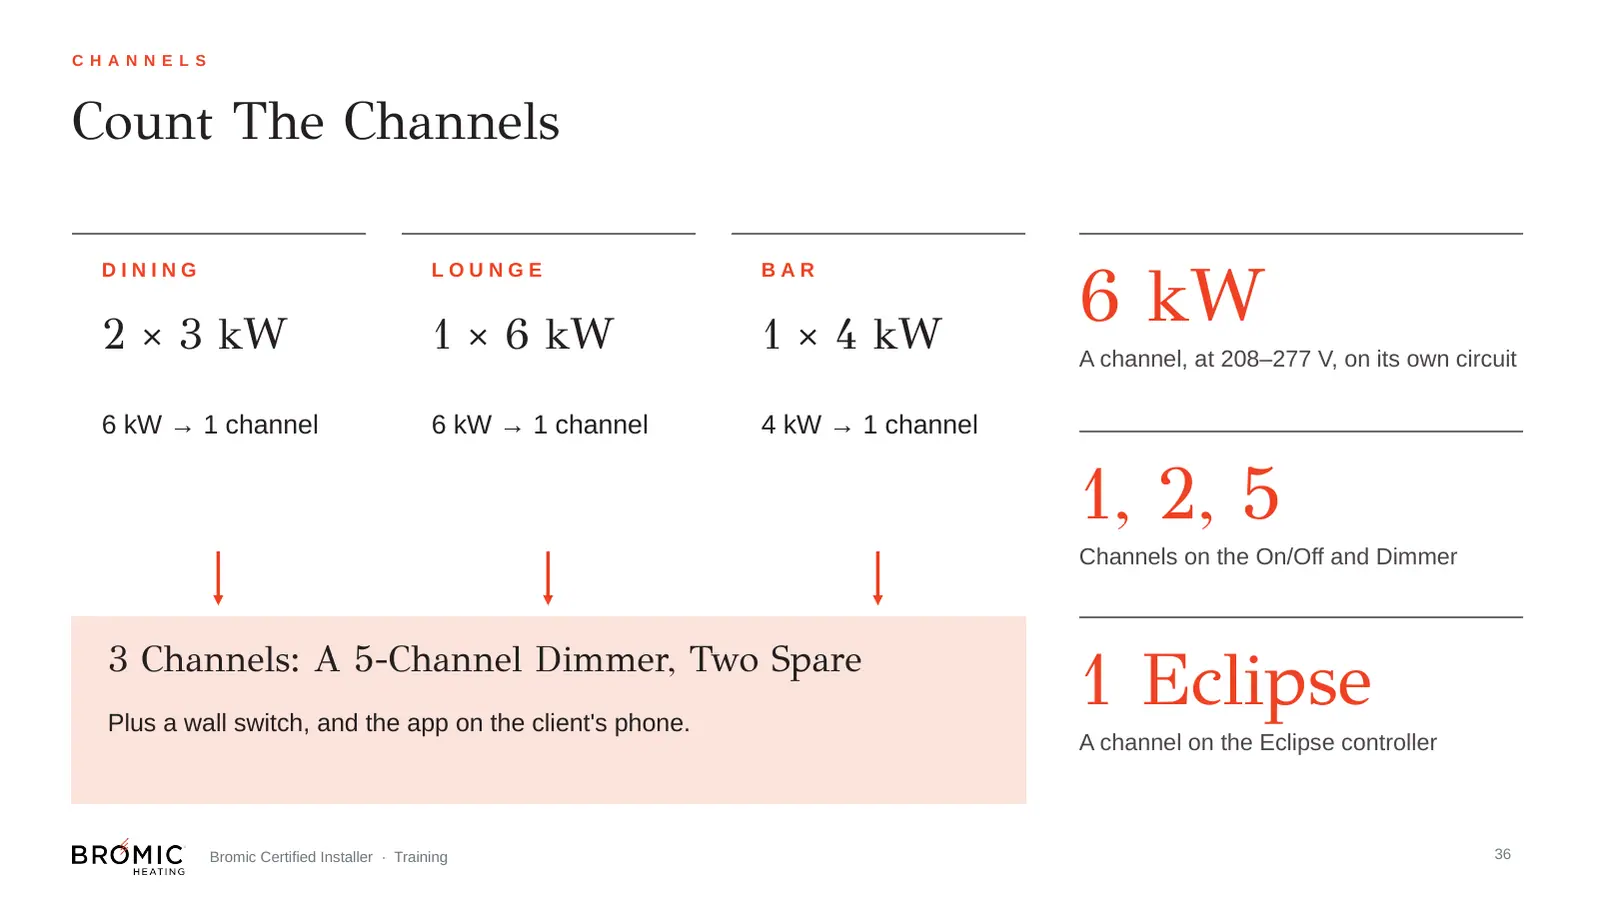 CHANNELS
Count The Channels
DINING
2 × 3 kW
6 kW → 1 channel
LOUNGE
1 × 6 kW
6 kW → 1 channel
BAR
1 × 4 kW
4 kW → 1 channel
3 Channels: A 5-Channel Dimmer, Two Spare
Plus a wall switch, and the app on the client's phone.
6 kW
A channel, at 208–277 V, on its own circuit
1, 2, 5
Channels on the On/Off and Dimmer
1 Eclipse
A channel on the Eclipse controller
BROMIC
HEATING
Bromic Certified Installer · Training
36